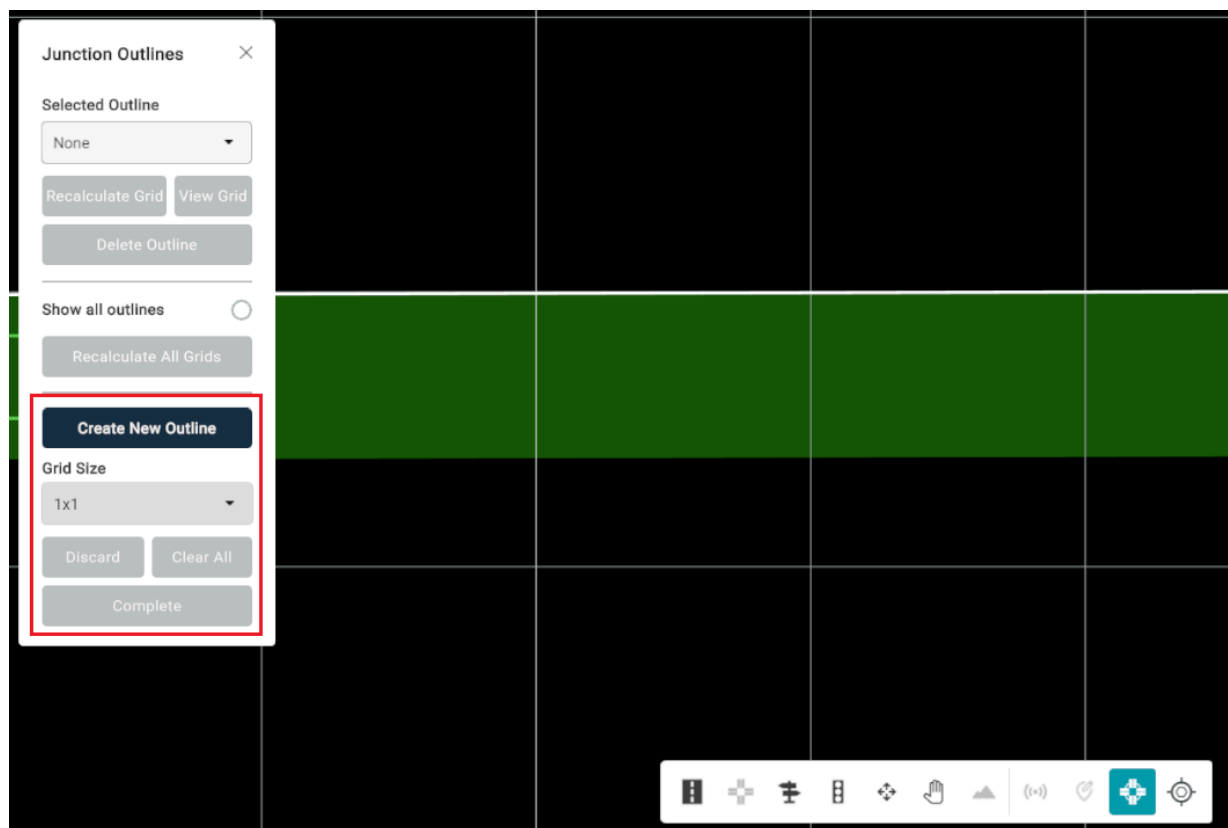 Junction Outlines
Selected Outline
None
Recalculate Grid View Grid
Delete Outline
Show all outlines
Recalculate All Grids
Create New Outline
Grid Size
1x1
Discard Clear All
Complete